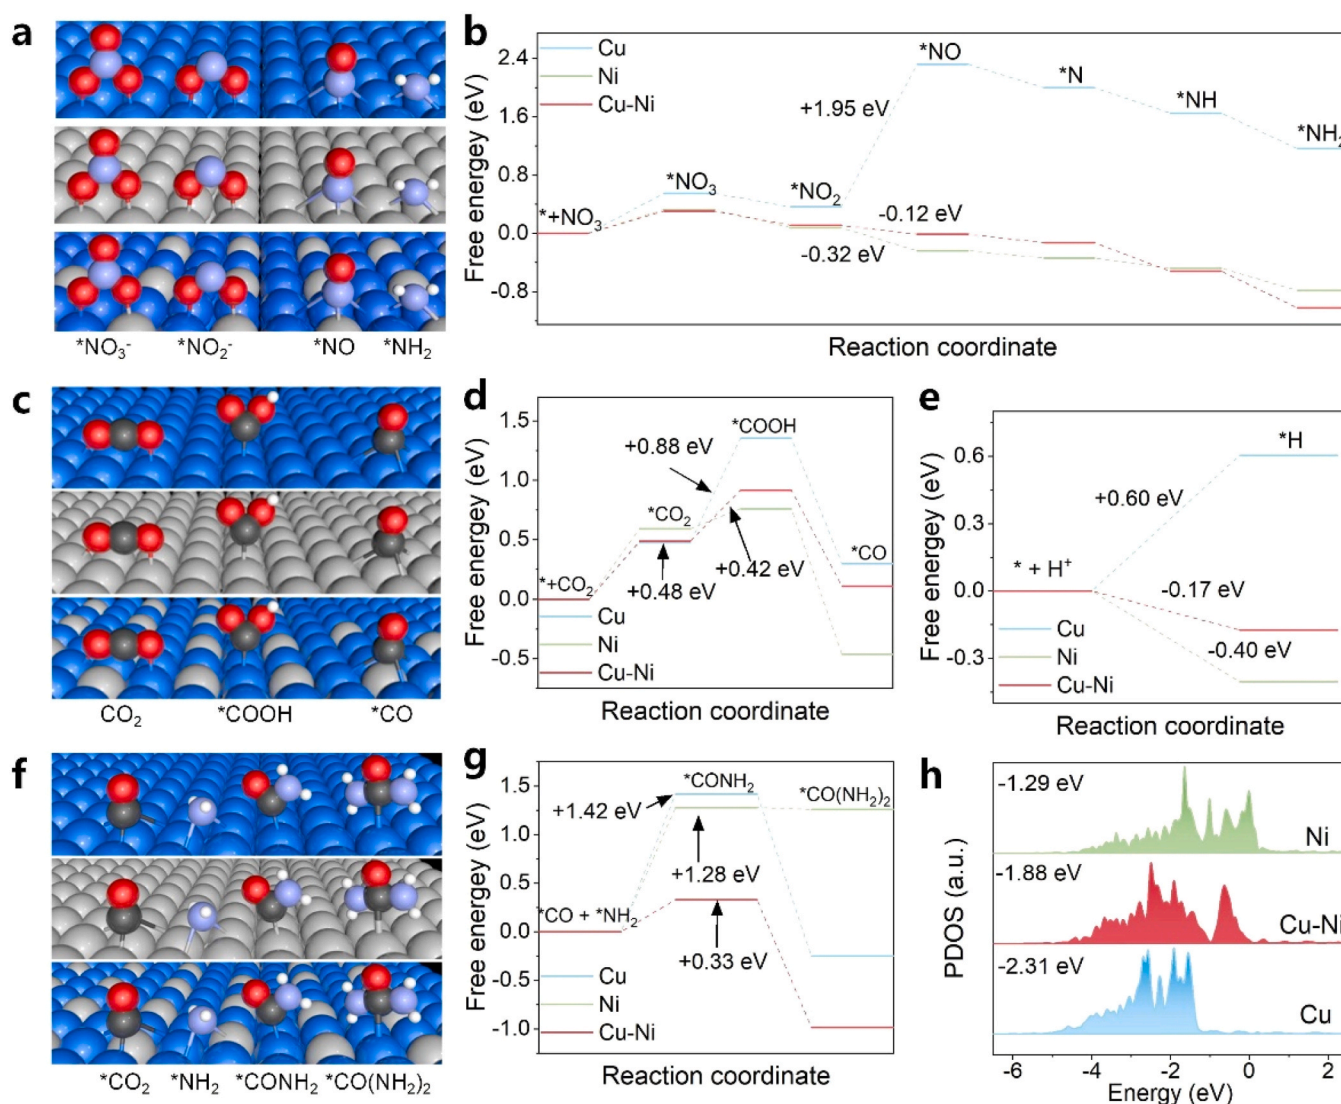 a
*NO₃⁻ *NO₂⁻ *NO *NH₂
b
Cu
Ni
Cu–Ni
Free energey (eV)
2.4
1.6
0.8
0.0
-0.8
*+NO₃
*NO₃
*NO₂
+1.95 eV
*NO
*N
*NH
*NH₂
-0.12 eV
-0.32 eV
Reaction coordinate
c
CO₂ *COOH *CO
d
Free energey (eV)
1.5
1.0
0.5
0.0
-0.5
*COOH
+0.88 eV
*CO₂
*CO
*+CO₂
+0.48 eV
+0.42 eV
Cu
Ni
Cu–Ni
Reaction coordinate
e
Free energey (eV)
0.6
0.3
0.0
-0.3
*H
+0.60 eV
* + H⁺
-0.17 eV
-0.40 eV
Cu
Ni
Cu–Ni
Reaction coordinate
f
*CO₂ *NH₂ *CONH₂ *CO(NH₂)₂
g
Free energey (eV)
1.5
1.0
0.5
0.0
-0.5
-1.0
*CONH₂
*CO(NH₂)₂
+1.42 eV
+1.28 eV
*CO + *NH₂
+0.33 eV
Cu
Ni
Cu–Ni
Reaction coordinate
h
PDOS (a.u.)
-1.29 eV
Ni
-1.88 eV
Cu–Ni
-2.31 eV
Cu
-6 -4 -2 0 2
Energy (eV)